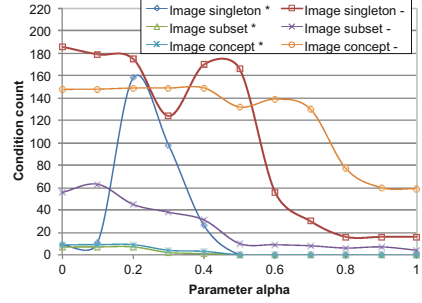 220
200
180
160
140
120
100
80
60
40
20
0
Condition count
Image singleton * Image singleton -
Image subset * Image subset -
Image concept * Image concept -
0 0.2 0.4 0.6 0.8 1
Parameter alpha